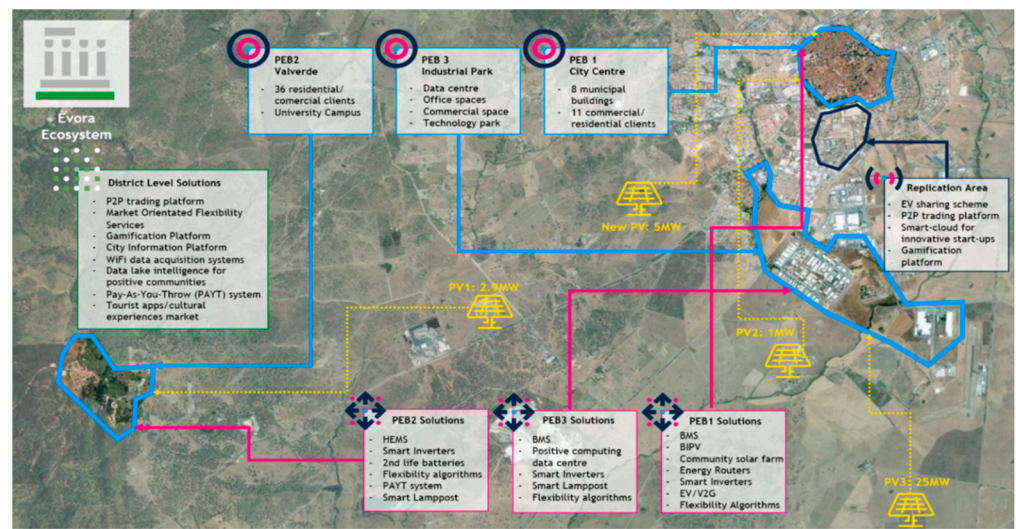 Évora
Ecosystem
PEB2
Valverde
- 36 residential/
comercial clients
- University Campus
PEB 3
Industrial Park
- Data centre
- Office spaces
- Commercial space
- Technology park
PEB 1
City Centre
- 8 municipal
buildings
- 11 commercial/
residential clients
District Level Solutions
- P2P trading platform
- Market Orientated Flexibility
Services
- Gamification Platform
- City Information Platform
- WiFi data acquisition systems
- Data lake intelligence for
positive communities
- Pay-As-You-Throw (PAYT) system
- Tourist apps/cultural
experiences market
Replication Area
- EV sharing scheme
- P2P trading platform
- Smart-cloud for
innovative start-ups
- Gamification
platform
New PV: 5MW
PV1: 2.9MW
PV2: 1MW
PV3: 25MW
PEB2 Solutions
- HEMS
- Smart Inverters
- 2nd life batteries
- Flexibility algorithms
- PAYT system
- Smart Lamppost
PEB3 Solutions
- BMS
- Positive computing
data centre
- Smart Inverters
- Smart Lamppost
- Flexibility algorithms
PEB1 Solutions
- BMS
- BIPV
- Community solar farm
- Energy Routers
- Smart Inverters
- EV/V2G
- Flexibility Algorithms